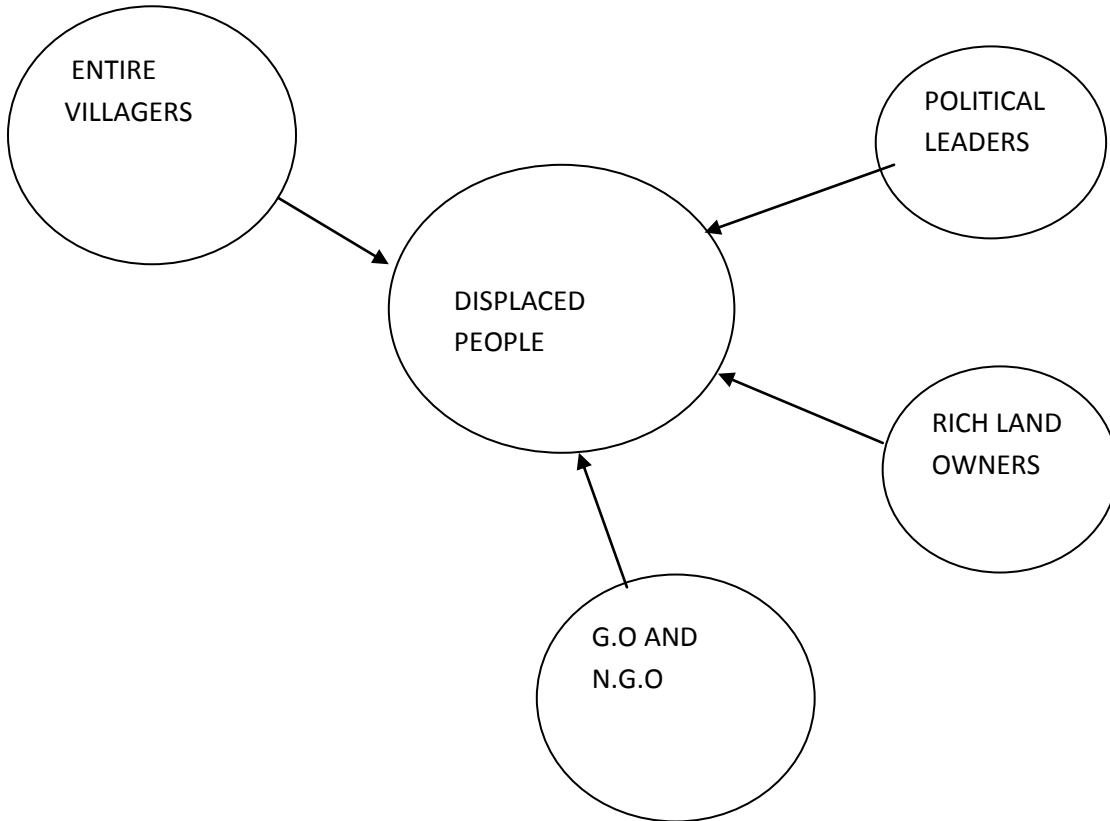 ENTIRE
VILLAGERS
POLITICAL
LEADERS
DISPLACED
PEOPLE
RICH LAND
OWNERS
G.O AND
N.G.O